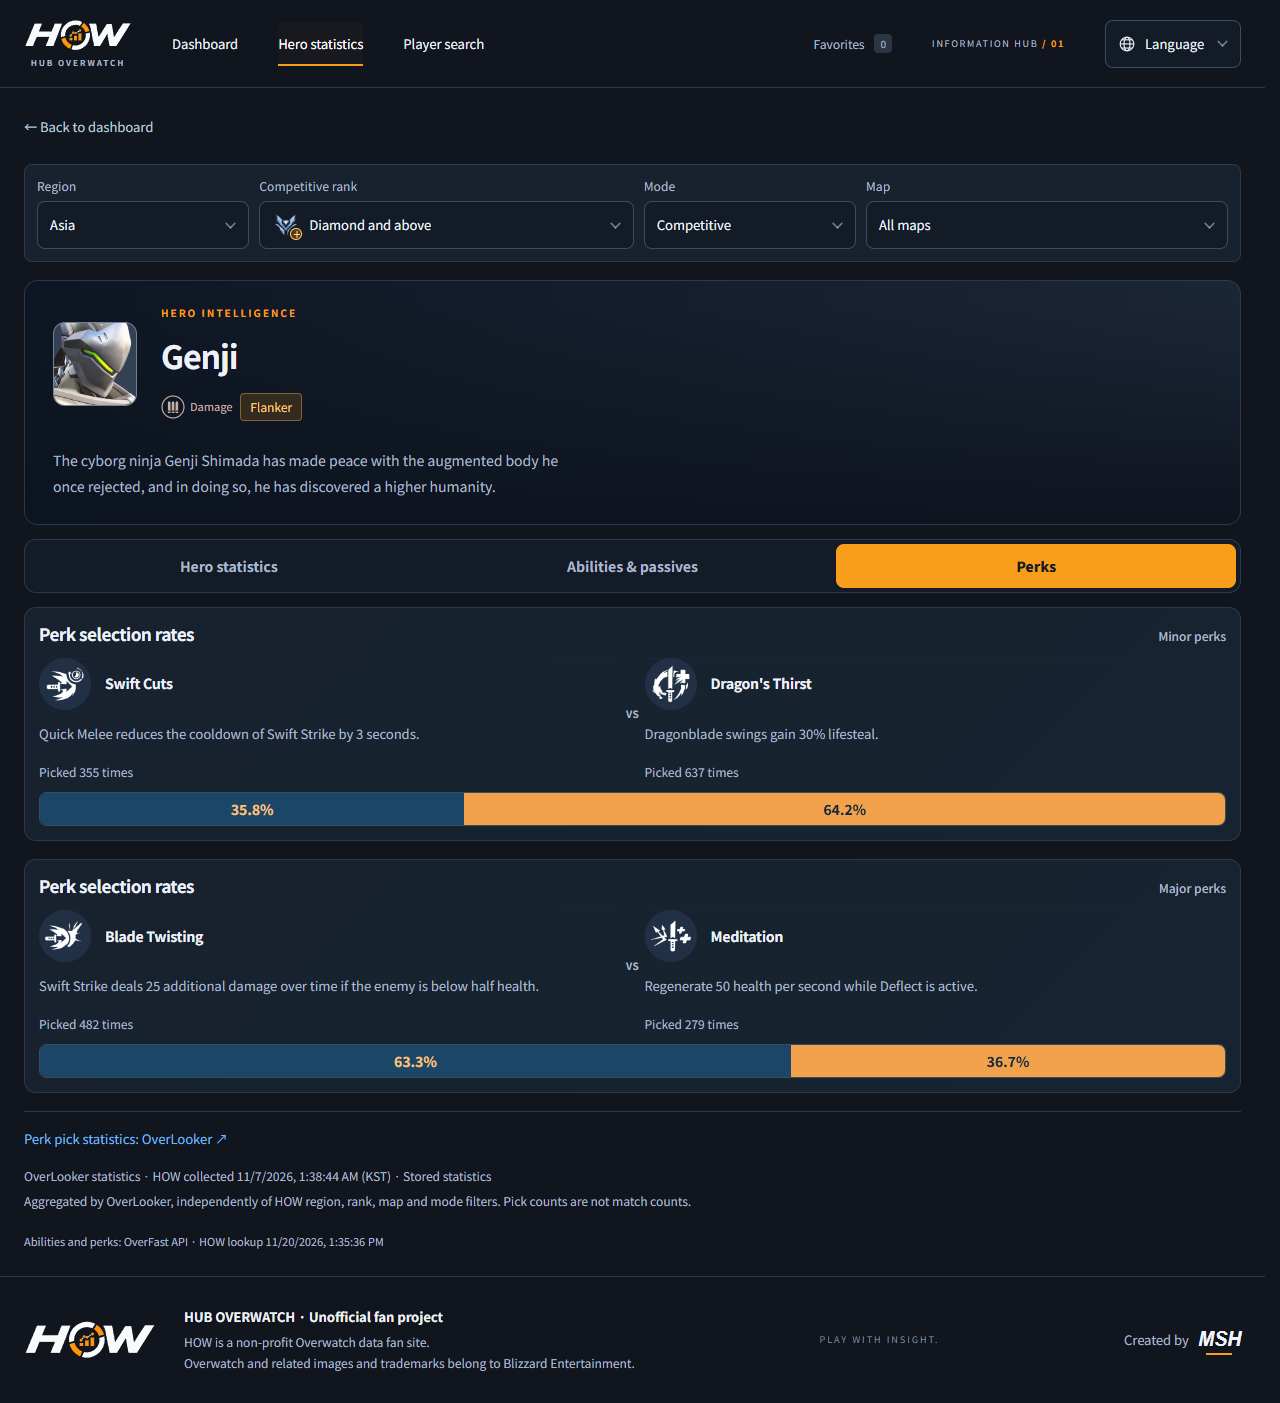 HOW
HUB OVERWATCH
Dashboard
Hero statistics
Player search
Favorites 0
INFORMATION HUB / 01
Language
← Back to dashboard
Region
Competitive rank
Mode
Map
Asia
Diamond and above
Competitive
All maps
HERO INTELLIGENCE
Genji
Damage
Flanker
The cyborg ninja Genji Shimada has made peace with the augmented body he
once rejected, and in doing so, he has discovered a higher humanity.
Hero statistics
Abilities & passives
Perks
Perk selection rates
Minor perks
Swift Cuts
Dragon's Thirst
VS
Quick Melee reduces the cooldown of Swift Strike by 3 seconds.
Dragonblade swings gain 30% lifesteal.
Picked 355 times
Picked 637 times
35.8%
64.2%
Perk selection rates
Major perks
Blade Twisting
Meditation
VS
Swift Strike deals 25 additional damage over time if the enemy is below half health.
Regenerate 50 health per second while Deflect is active.
Picked 482 times
Picked 279 times
63.3%
36.7%
Perk pick statistics: OverLooker ↗
OverLooker statistics · HOW collected 11/7/2026, 1:38:44 AM (KST) · Stored statistics
Aggregated by OverLooker, independently of HOW region, rank, map and mode filters. Pick counts are not match counts.
Abilities and perks: OverFast API · HOW lookup 11/20/2026, 1:35:36 PM
HOW
HUB OVERWATCH · Unofficial fan project
HOW is a non-profit Overwatch data fan site.
Overwatch and related images and trademarks belong to Blizzard Entertainment.
PLAY WITH INSIGHT.
Created by MSH